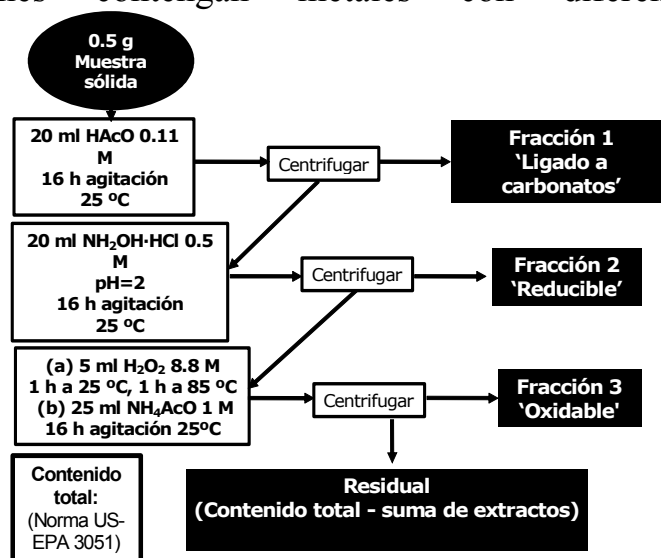 contengan metales con
0.5 g
Muestra
sólida
20 ml HAcO 0.11
M
16 h agitación
25 ºC
Centrifugar
Fracción 1
‘Ligado a
carbonatos’
20 ml NH₂OH·HCl 0.5
M
pH=2
16 h agitación
25 ºC
Centrifugar
Fracción 2
‘Reducible’
(a) 5 ml H₂O₂ 8.8 M
1 h a 25 ºC, 1 h a 85 ºC
(b) 25 ml NH₄AcO 1 M
16 h agitación 25ºC
Centrifugar
Fracción 3
‘Oxidable'
Contenido
total:
(Norma US-
EPA 3051)
Residual
(Contenido total - suma de extractos)